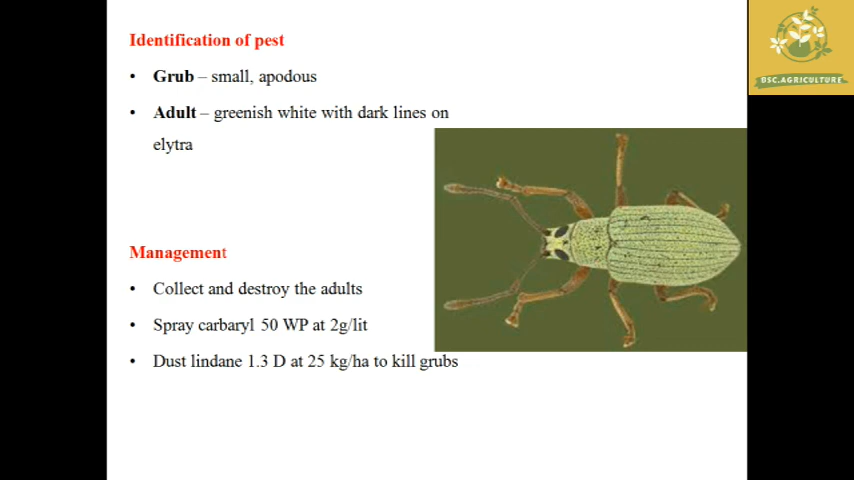 Identification of pest
• Grub – small, apodous
• Adult – greenish white with dark lines on
elytra
Management
• Collect and destroy the adults
• Spray carbaryl 50 WP at 2g/lit
• Dust lindane 1.3 D at 25 kg/ha to kill grubs
BSC.AGRICULTURE